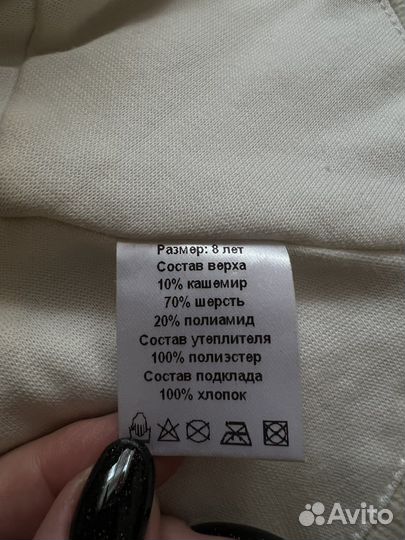 Размер: 8 лет
Состав верха
10% кашемир
70% шерсть
20% полиамид
Состав утеплителя
100% полиэстер
Состав подклада
100% хлопок
Avito